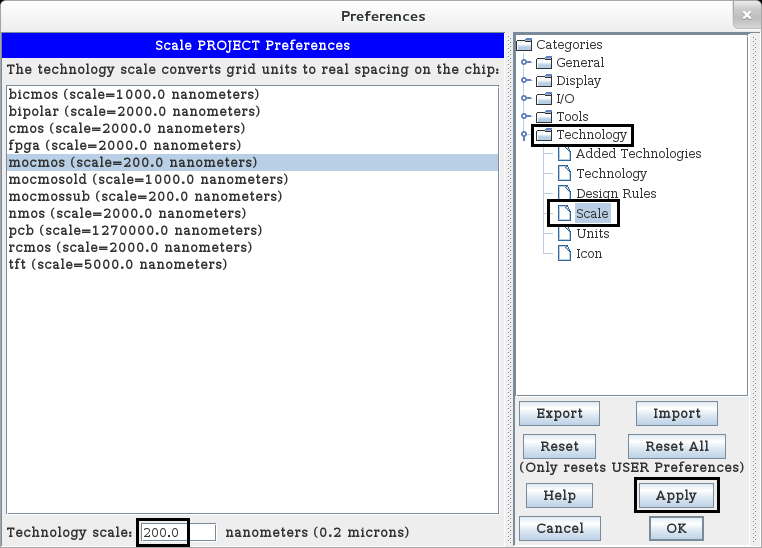 Preferences
Scale PROJECT Preferences
The technology scale converts grid units to real spacing on the chip:
bicmos (scale=1000.0 nanometers)
bipolar (scale=2000.0 nanometers)
cmos (scale=2000.0 nanometers)
fpga (scale=2000.0 nanometers)
mocmos (scale=200.0 nanometers)
mocmosold (scale=1000.0 nanometers)
mocmossub (scale=200.0 nanometers)
nmos (scale=2000.0 nanometers)
pcb (scale=1270000.0 nanometers)
rcmos (scale=2000.0 nanometers)
tft (scale=5000.0 nanometers)
Technology scale: 200.0 nanometers (0.2 microns)
Categories
General
Display
I/O
Tools
Technology
Added Technologies
Technology
Design Rules
Scale
Units
Icon
Export Import
Reset Reset All
(Only resets USER Preferences)
Help Apply
Cancel OK